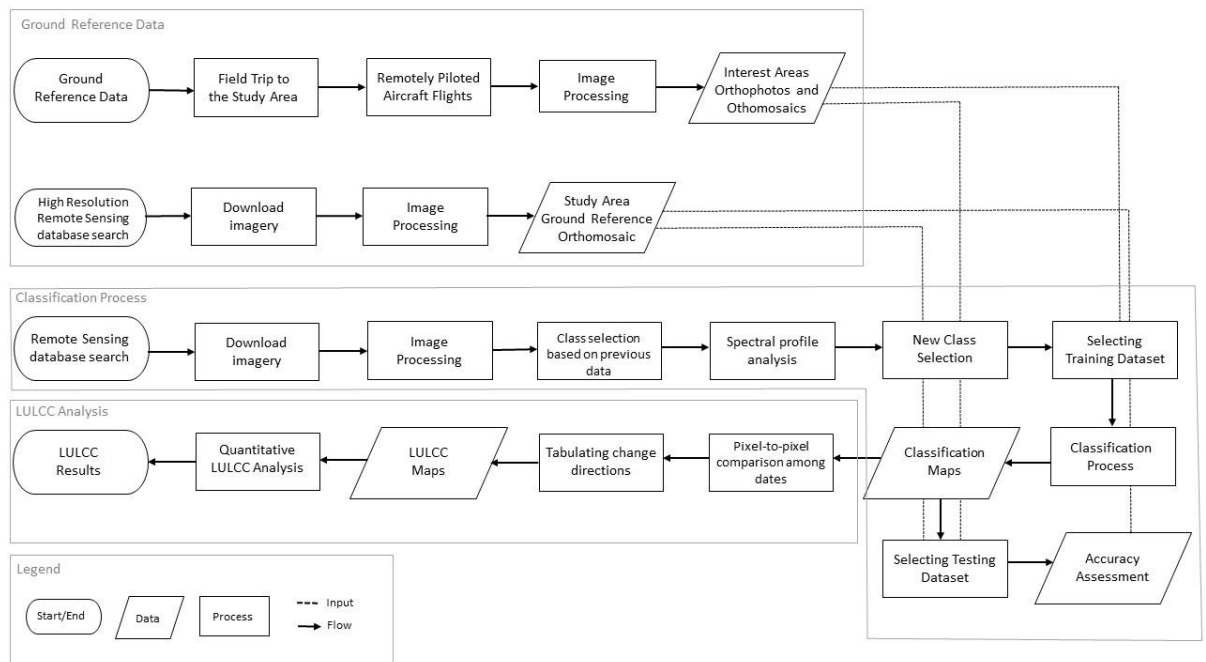 Ground Reference Data
Ground
Reference Data
Field Trip to
the Study Area
Remotely Piloted
Aircraft Flights
Image
Processing
Interest Areas
Orthophotos and
Othomosaics
High Resolution
Remote Sensing
database search
Download
imagery
Image
Processing
Study Area
Ground Reference
Orthomosaic
Classification Process
Remote Sensing
database search
Download
imagery
Image
Processing
Class selection
based on previous
data
Spectral profile
analysis
New Class
Selection
Selecting
Training Dataset
LULCC Analysis
LULCC
Results
Quantitative
LULCC Analysis
LULCC
Maps
Tabulating change
directions
Pixel-to-pixel
comparison among
dates
Classification
Maps
Classification
Process
Selecting Testing
Dataset
Accuracy
Assessment
Legend
Start/End
Data
Process
Input
Flow